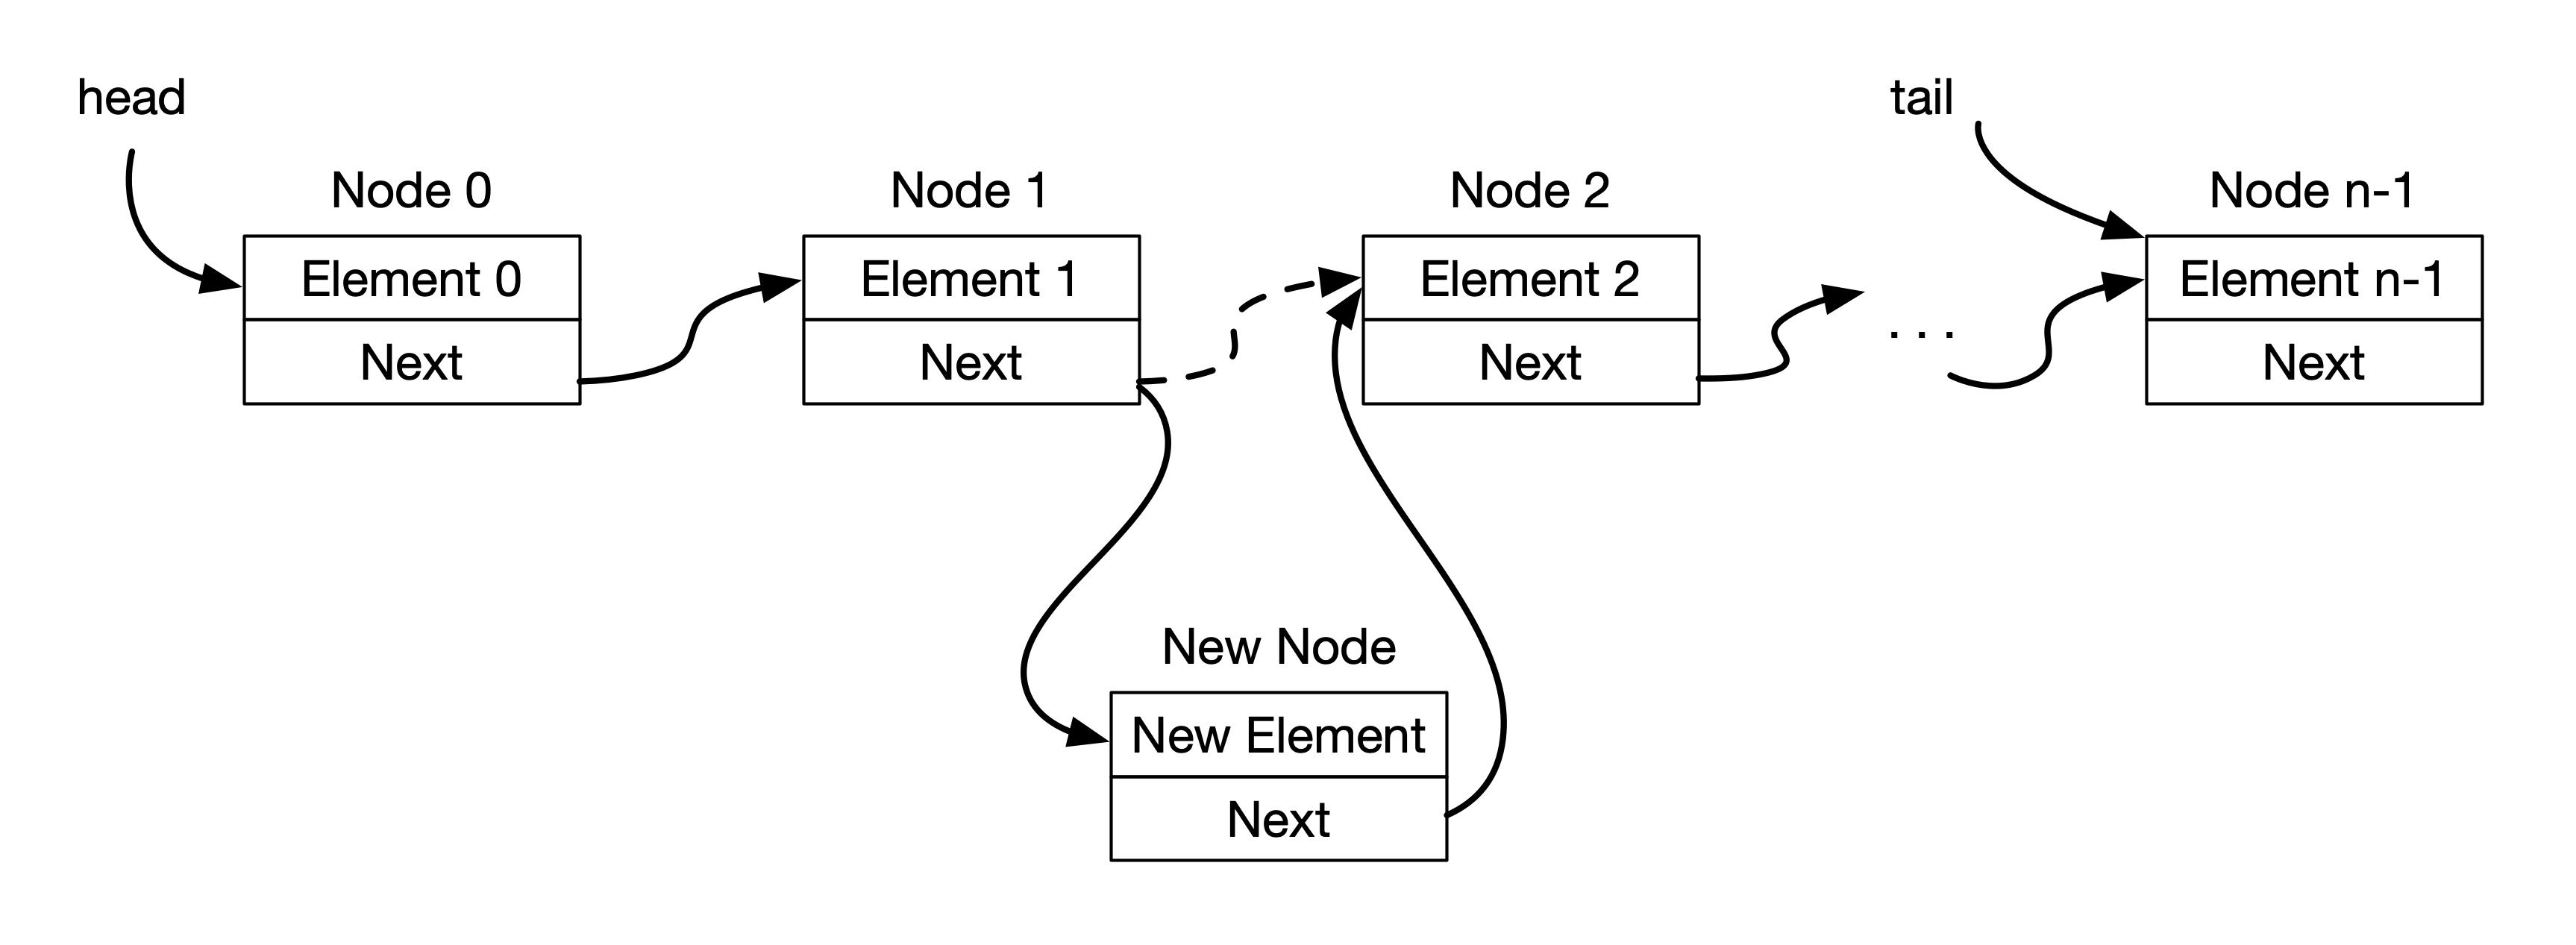 head
tail
Node 0
Node 1
Node 2
Node n-1
Element 0
Element 1
Element 2
Element n-1
Next
Next
Next
. . .
Next
New Node
New Element
Next